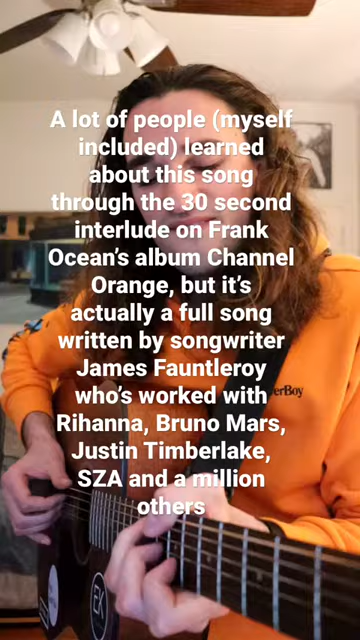 A lot of people (myself
included) learned
about this song
through the 30 second
interlude on Frank
Ocean's album Channel
Orange, but it's
actually a full song
written by songwriter
James Fauntleroy
who's worked with
Rihanna, Bruno Mars,
Justin Timberlake,
SZA and a million
others
erBoy
EK